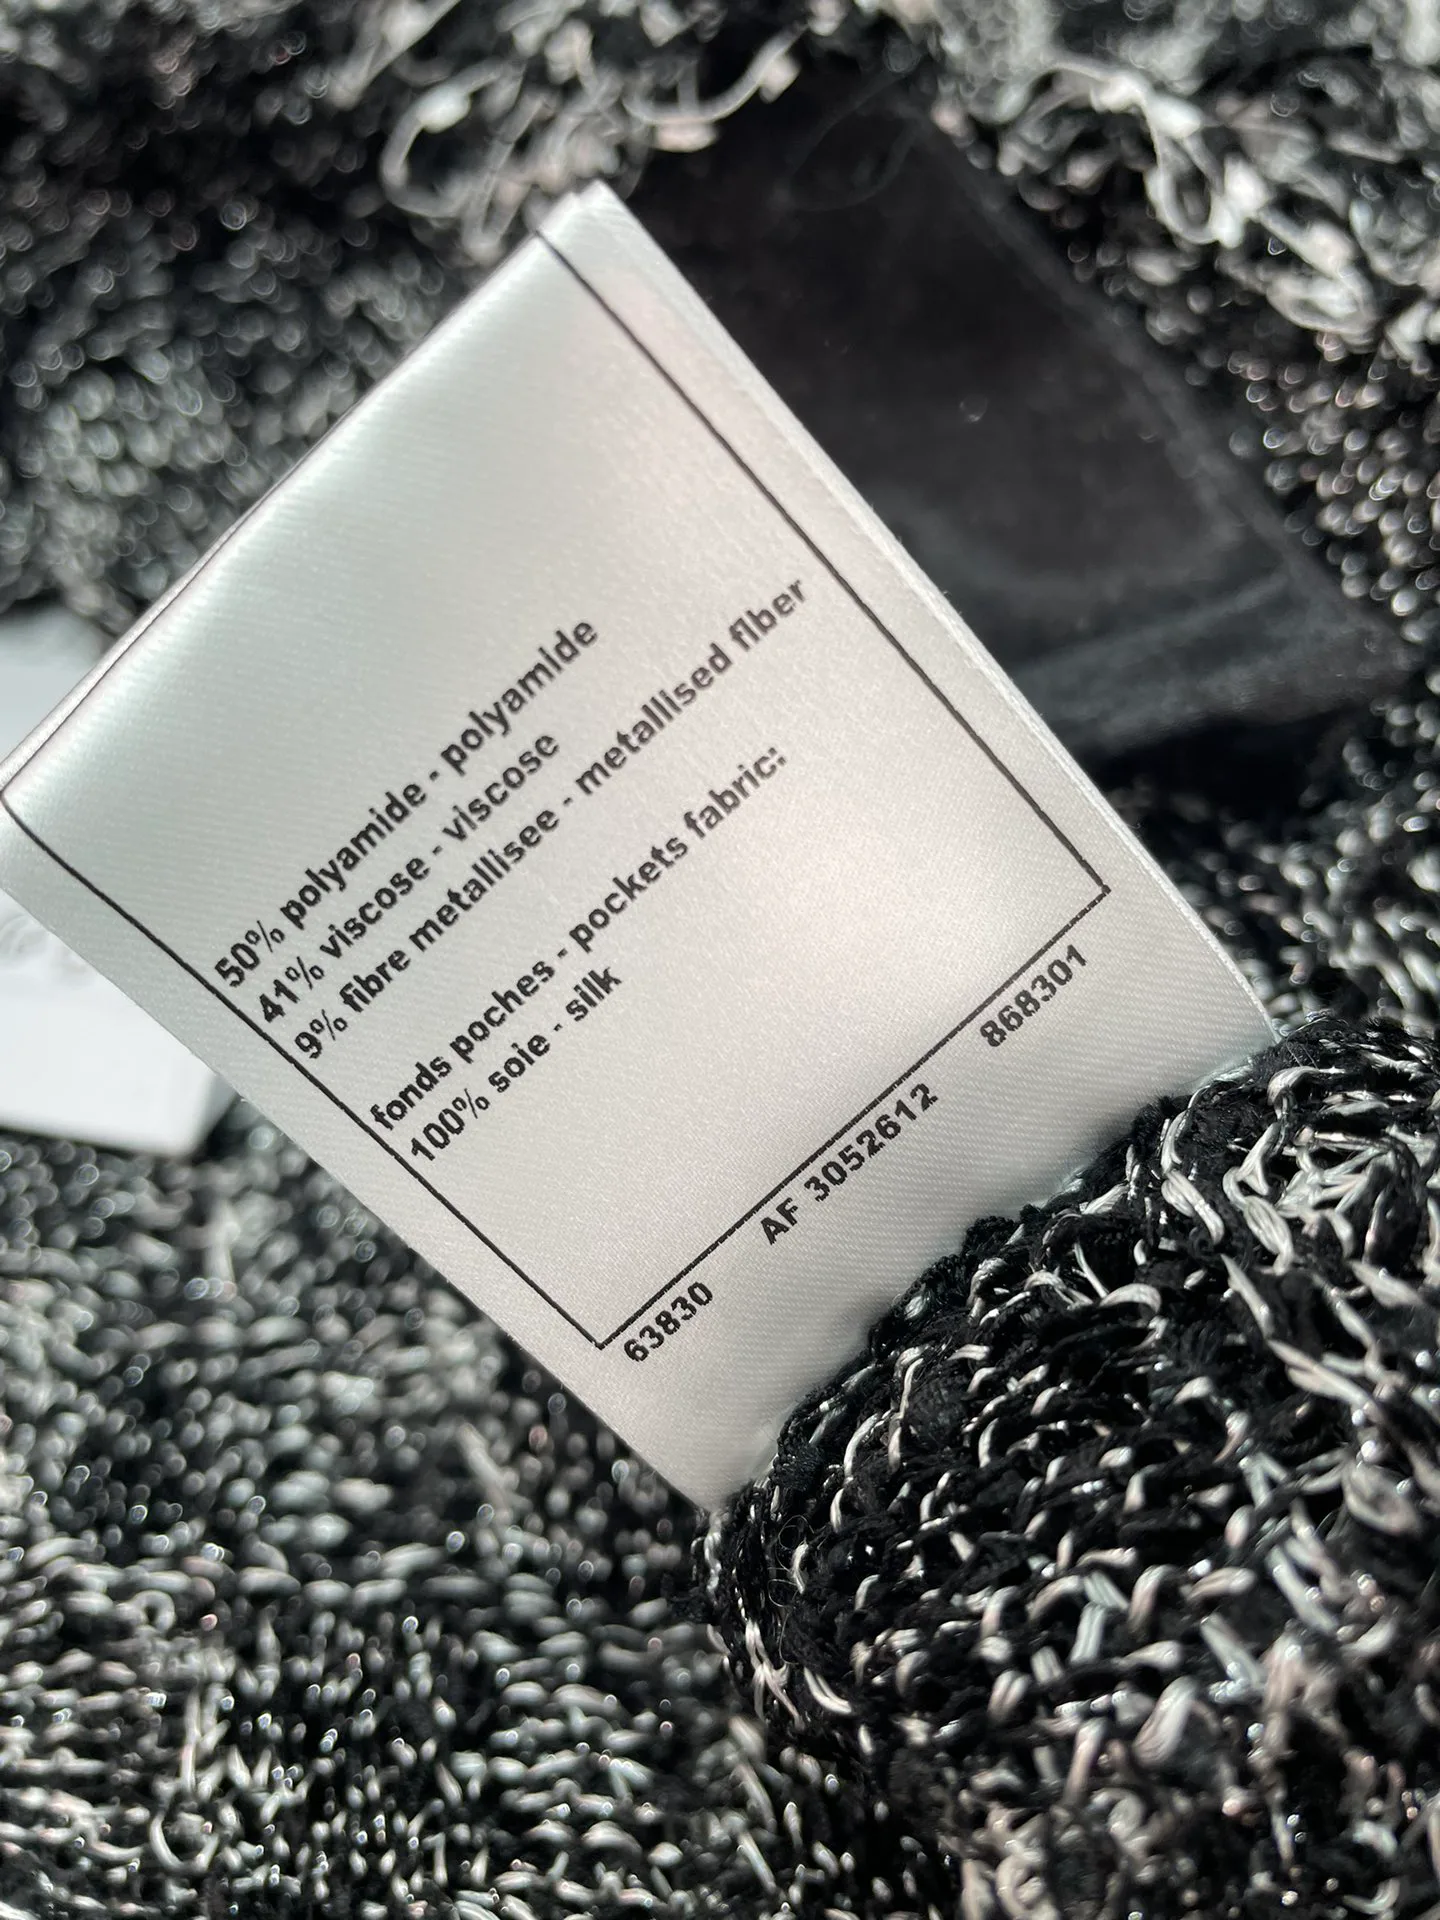 50% polyamide - polyamide
41% viscose - viscose
9% fibre metallisee - metallised fiber
fonds poches - pockets fabric:
100% soie - silk
63830 AF 3052612 868301